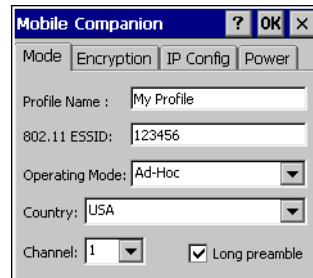 Mobile Companion ? OK ×
Mode Encryption IP Config Power
Profile Name : My Profile
802.11 ESSID: 123456
Operating Mode: Ad-Hoc
Country: USA
Channel: 1 Long preamble